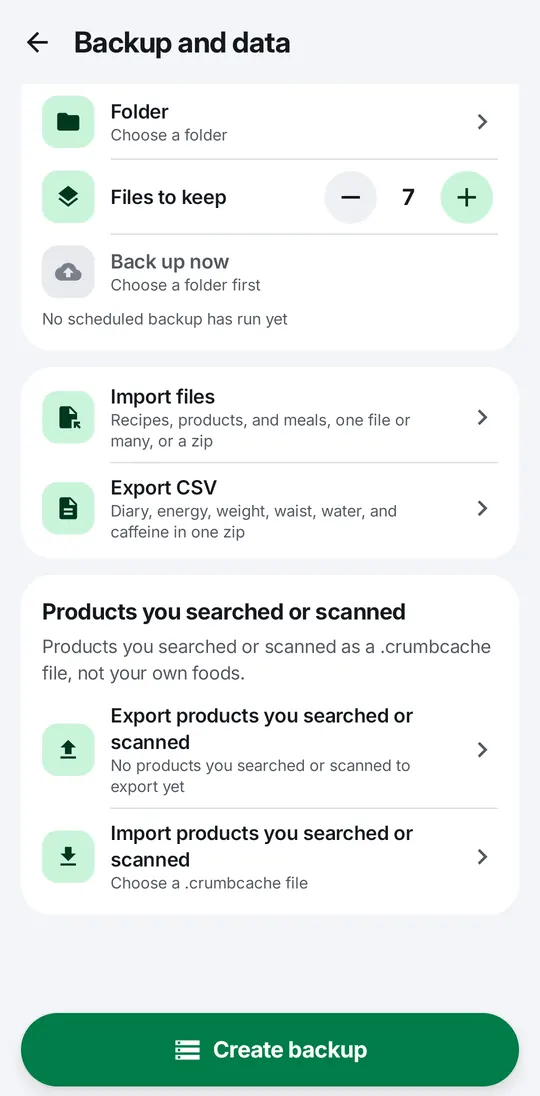 Backup and data
Folder
Choose a folder
Files to keep
7
Back up now
Choose a folder first
No scheduled backup has run yet
Import files
Recipes, products, and meals, one file or
many, or a zip
Export CSV
Diary, energy, weight, waist, water, and
caffeine in one zip
Products you searched or scanned
Products you searched or scanned as a .crumbcache
file, not your own foods.
Export products you searched or
scanned
No products you searched or scanned to
export yet
Import products you searched or
scanned
Choose a .crumbcache file
Create backup